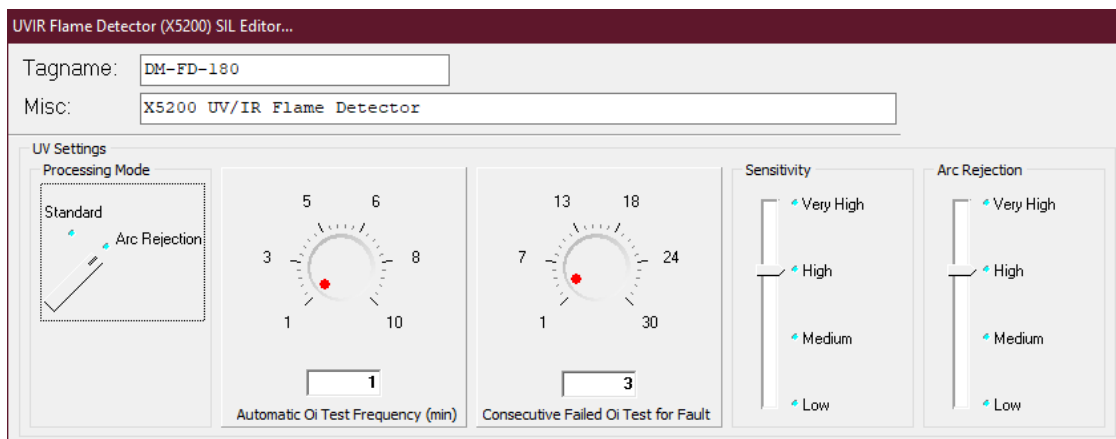 UVIR Flame Detector (X5200) SIL Editor...
Tagname: DM-FD-180
Misc: X5200 UV/IR Flame Detector
UV Settings
Processing Mode
Standard
Arc Rejection
5 6
3 8
1 10
1
Automatic Oi Test Frequency (min)
13 18
7 24
1 30
3
Consecutive Failed Oi Test for Fault
Sensitivity
Very High
High
Medium
Low
Arc Rejection
Very High
High
Medium
Low